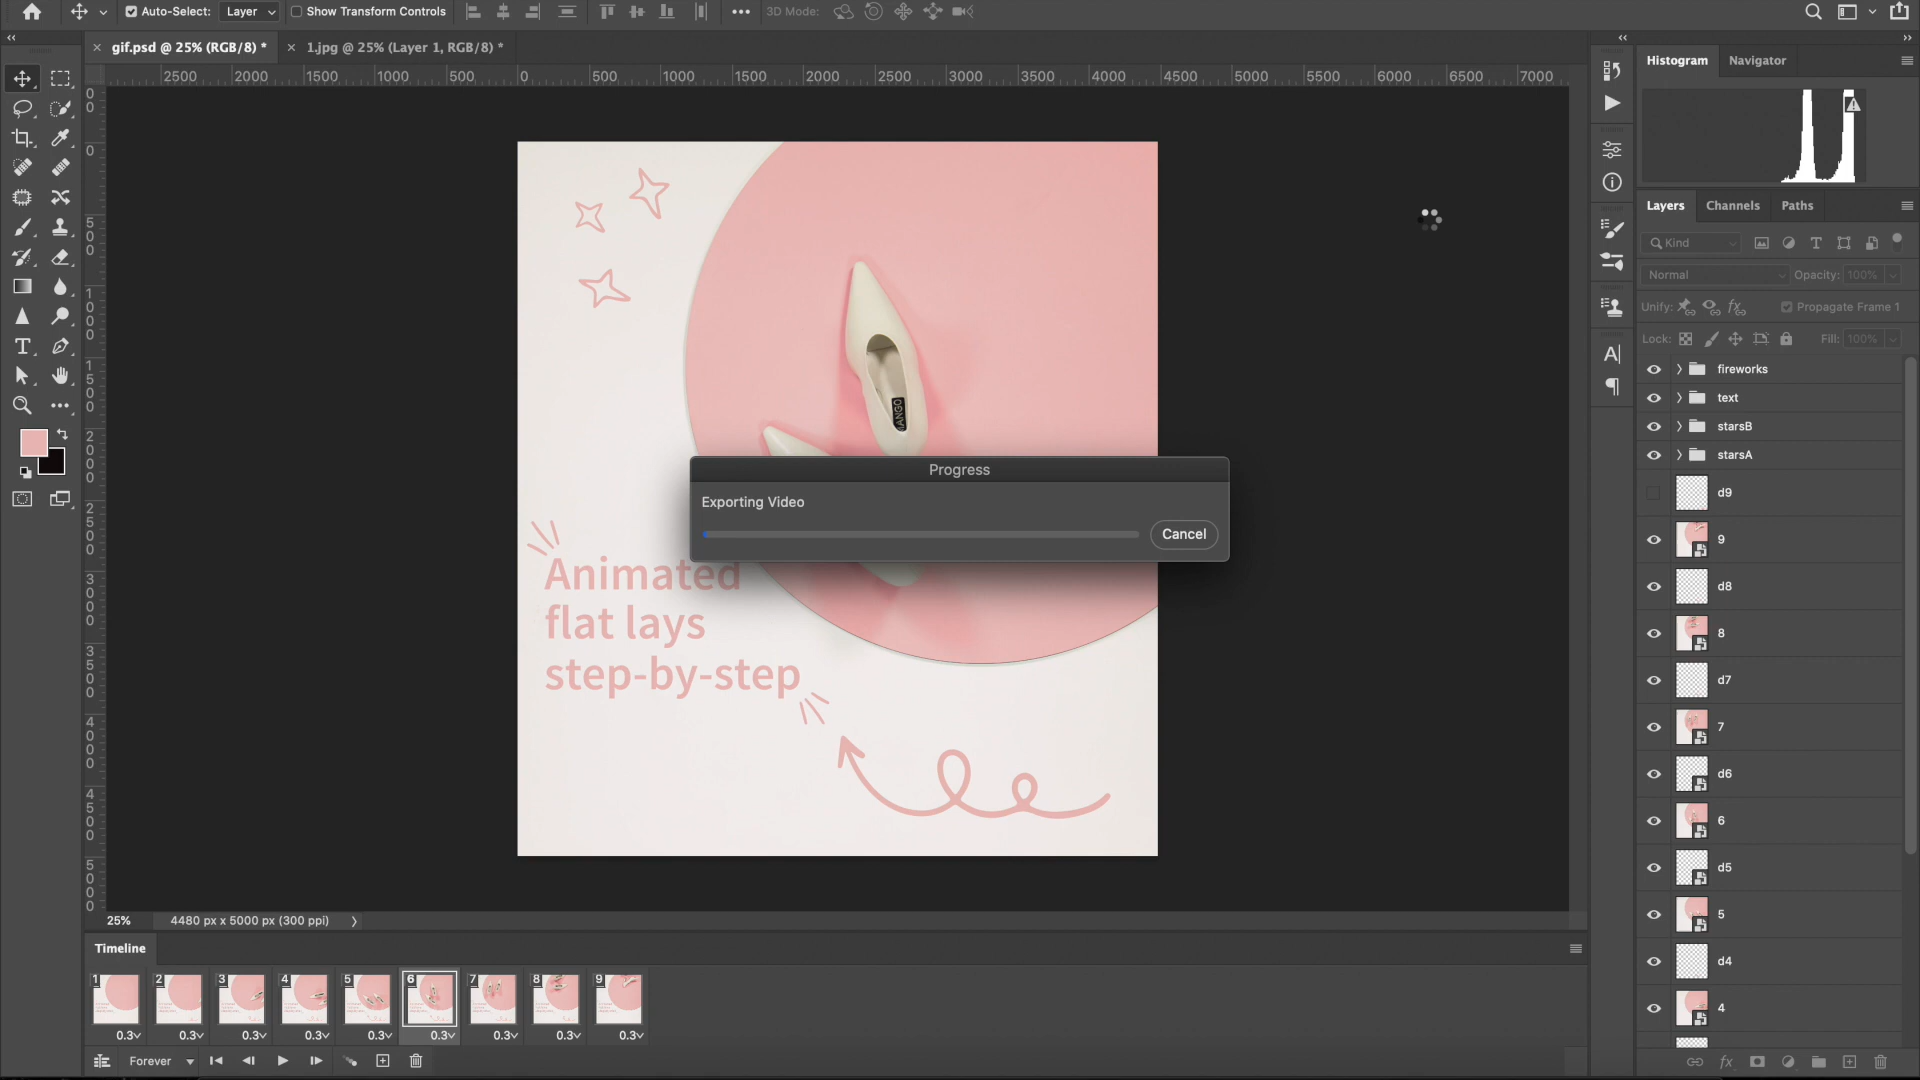 Auto-Select: Layer Show Transform Controls 3D Mode:
gif.psd @ 25% (RGB/8) * 1.jpg @ 25% (Layer 1, RGB/8) *
2500 2000 1500 1000 500 0 500 1000 1500 2000 2500 3000 3500 4000 4500 5000 5500 6000 6500 7000
Histogram Navigator
Layers Channels Paths
Kind
Normal Opacity: 100%
Unify: Propagate Frame 1
Lock: Fill: 100%
fireworks
text
starsB
starsA
d9
9
d8
8
d7
7
d6
6
d5
5
d4
4
Progress
Exporting Video
Cancel
Animated
flat lays
step-by-step
25% 4480 px x 5000 px (300 ppi)
Timeline
1 2 3 4 5 6 7 8 9
0.3 0.3 0.3 0.3 0.3 0.3 0.3 0.3 0.3
Forever